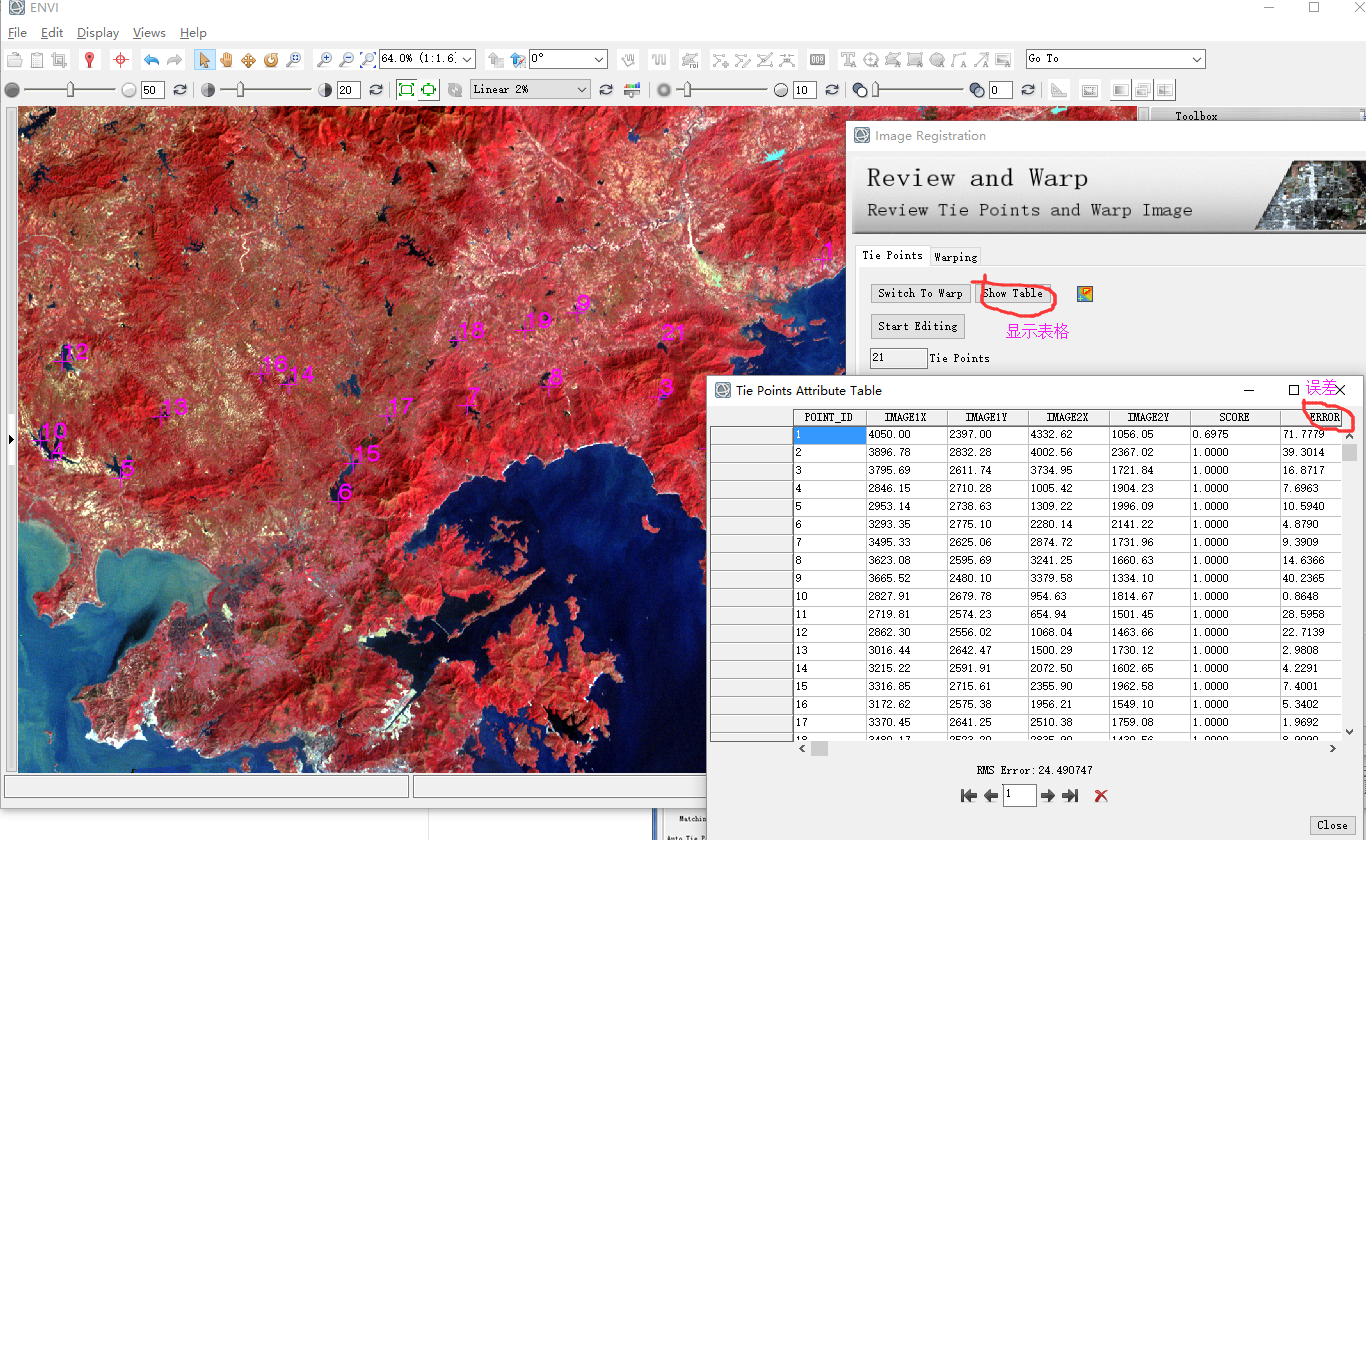 ENVI
File Edit Display Views Help
64.0% (1:1.6
0°
Go To
50
20
Linear 2%
10
0
Toolbox
Image Registration
Review and Warp
Review Tie Points and Warp Image
Tie Points Warping
Switch To Warp Show Table
显示表格
Start Editing
21 Tie Points
1
9
19
18
21
12
16
14
8
3
7
17
13
10
4
5
15
6
Tie Points Attribute Table
误差
POINT_ID IMAGE1X IMAGE1Y IMAGE2X IMAGE2Y SCORE ERROR
1 4050.00 2397.00 4332.62 1056.05 0.6975 71.7779
2 3896.78 2832.28 4002.56 2367.02 1.0000 39.3014
3 3795.69 2611.74 3734.95 1721.84 1.0000 16.8717
4 2846.15 2710.28 1005.42 1904.23 1.0000 7.6963
5 2953.14 2738.63 1309.22 1996.09 1.0000 10.5940
6 3293.35 2775.10 2280.14 2141.22 1.0000 4.8790
7 3495.33 2625.06 2874.72 1731.96 1.0000 9.3909
8 3623.08 2595.69 3241.25 1660.63 1.0000 14.6366
9 3665.52 2480.10 3379.58 1334.10 1.0000 40.2365
10 2827.91 2679.78 954.63 1814.67 1.0000 0.8648
11 2719.81 2574.23 654.94 1501.45 1.0000 28.5958
12 2862.30 2556.02 1068.04 1463.66 1.0000 22.7139
13 3016.44 2642.47 1500.29 1730.12 1.0000 2.9808
14 3215.22 2591.91 2072.50 1602.65 1.0000 4.2291
15 3316.85 2715.61 2355.90 1962.58 1.0000 7.4001
16 3172.62 2575.38 1956.21 1549.10 1.0000 5.3402
17 3370.45 2641.25 2510.38 1759.08 1.0000 1.9692
RMS Error:24.490747
1
Close
Matchin
Auto Tie P